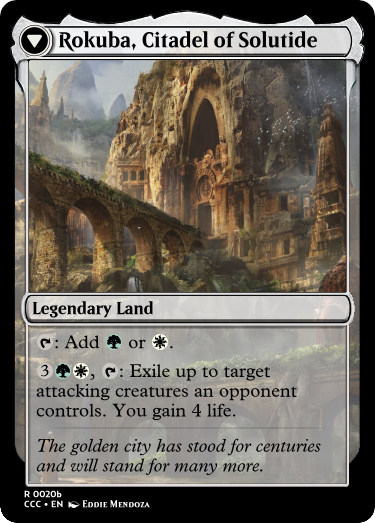 Rokuba, Citadel of Solutide
Legendary Land
: Add or .
3 , : Exile up to target
attacking creatures an opponent
controls. You gain 4 life.
The golden city has stood for centuries
and will stand for many more.
R 0020b
CCC • EN Eddie Mendoza